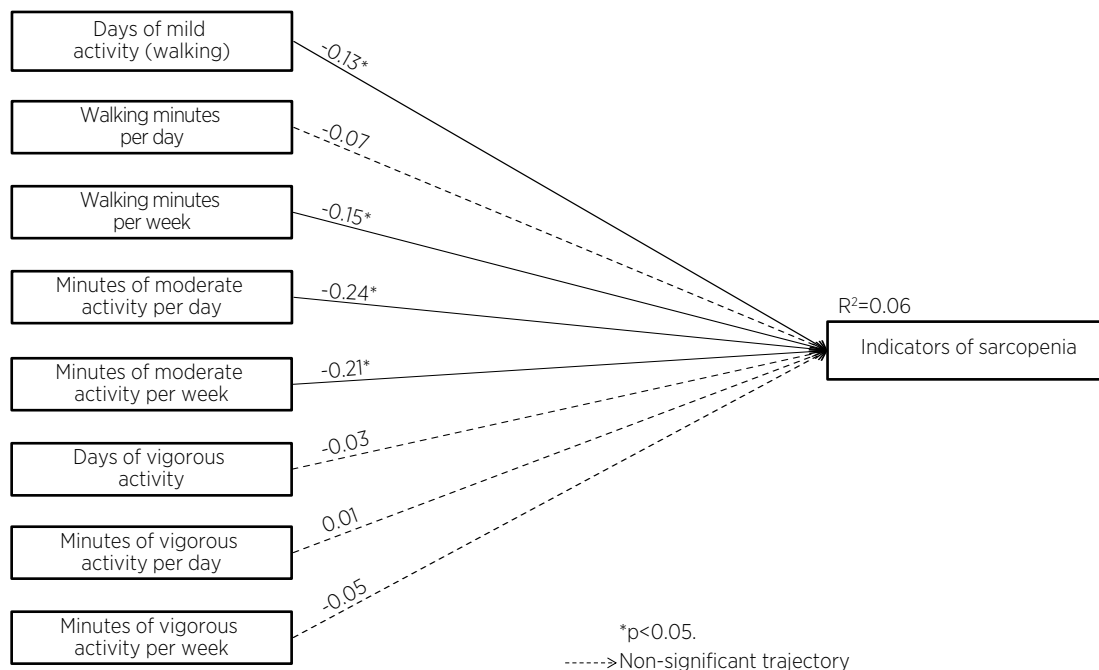 Days of mild
activity (walking)
-0.13*
Walking minutes
per day
-0.07
Walking minutes
per week
-0.15*
Minutes of moderate
activity per day
-0.24*
Minutes of moderate
activity per week
-0.21*
Days of vigorous
activity
-0.03
Minutes of vigorous
activity per day
0.01
Minutes of vigorous
activity per week
-0.05
R²=0.06
Indicators of sarcopenia
*p<0.05.
Non-significant trajectory